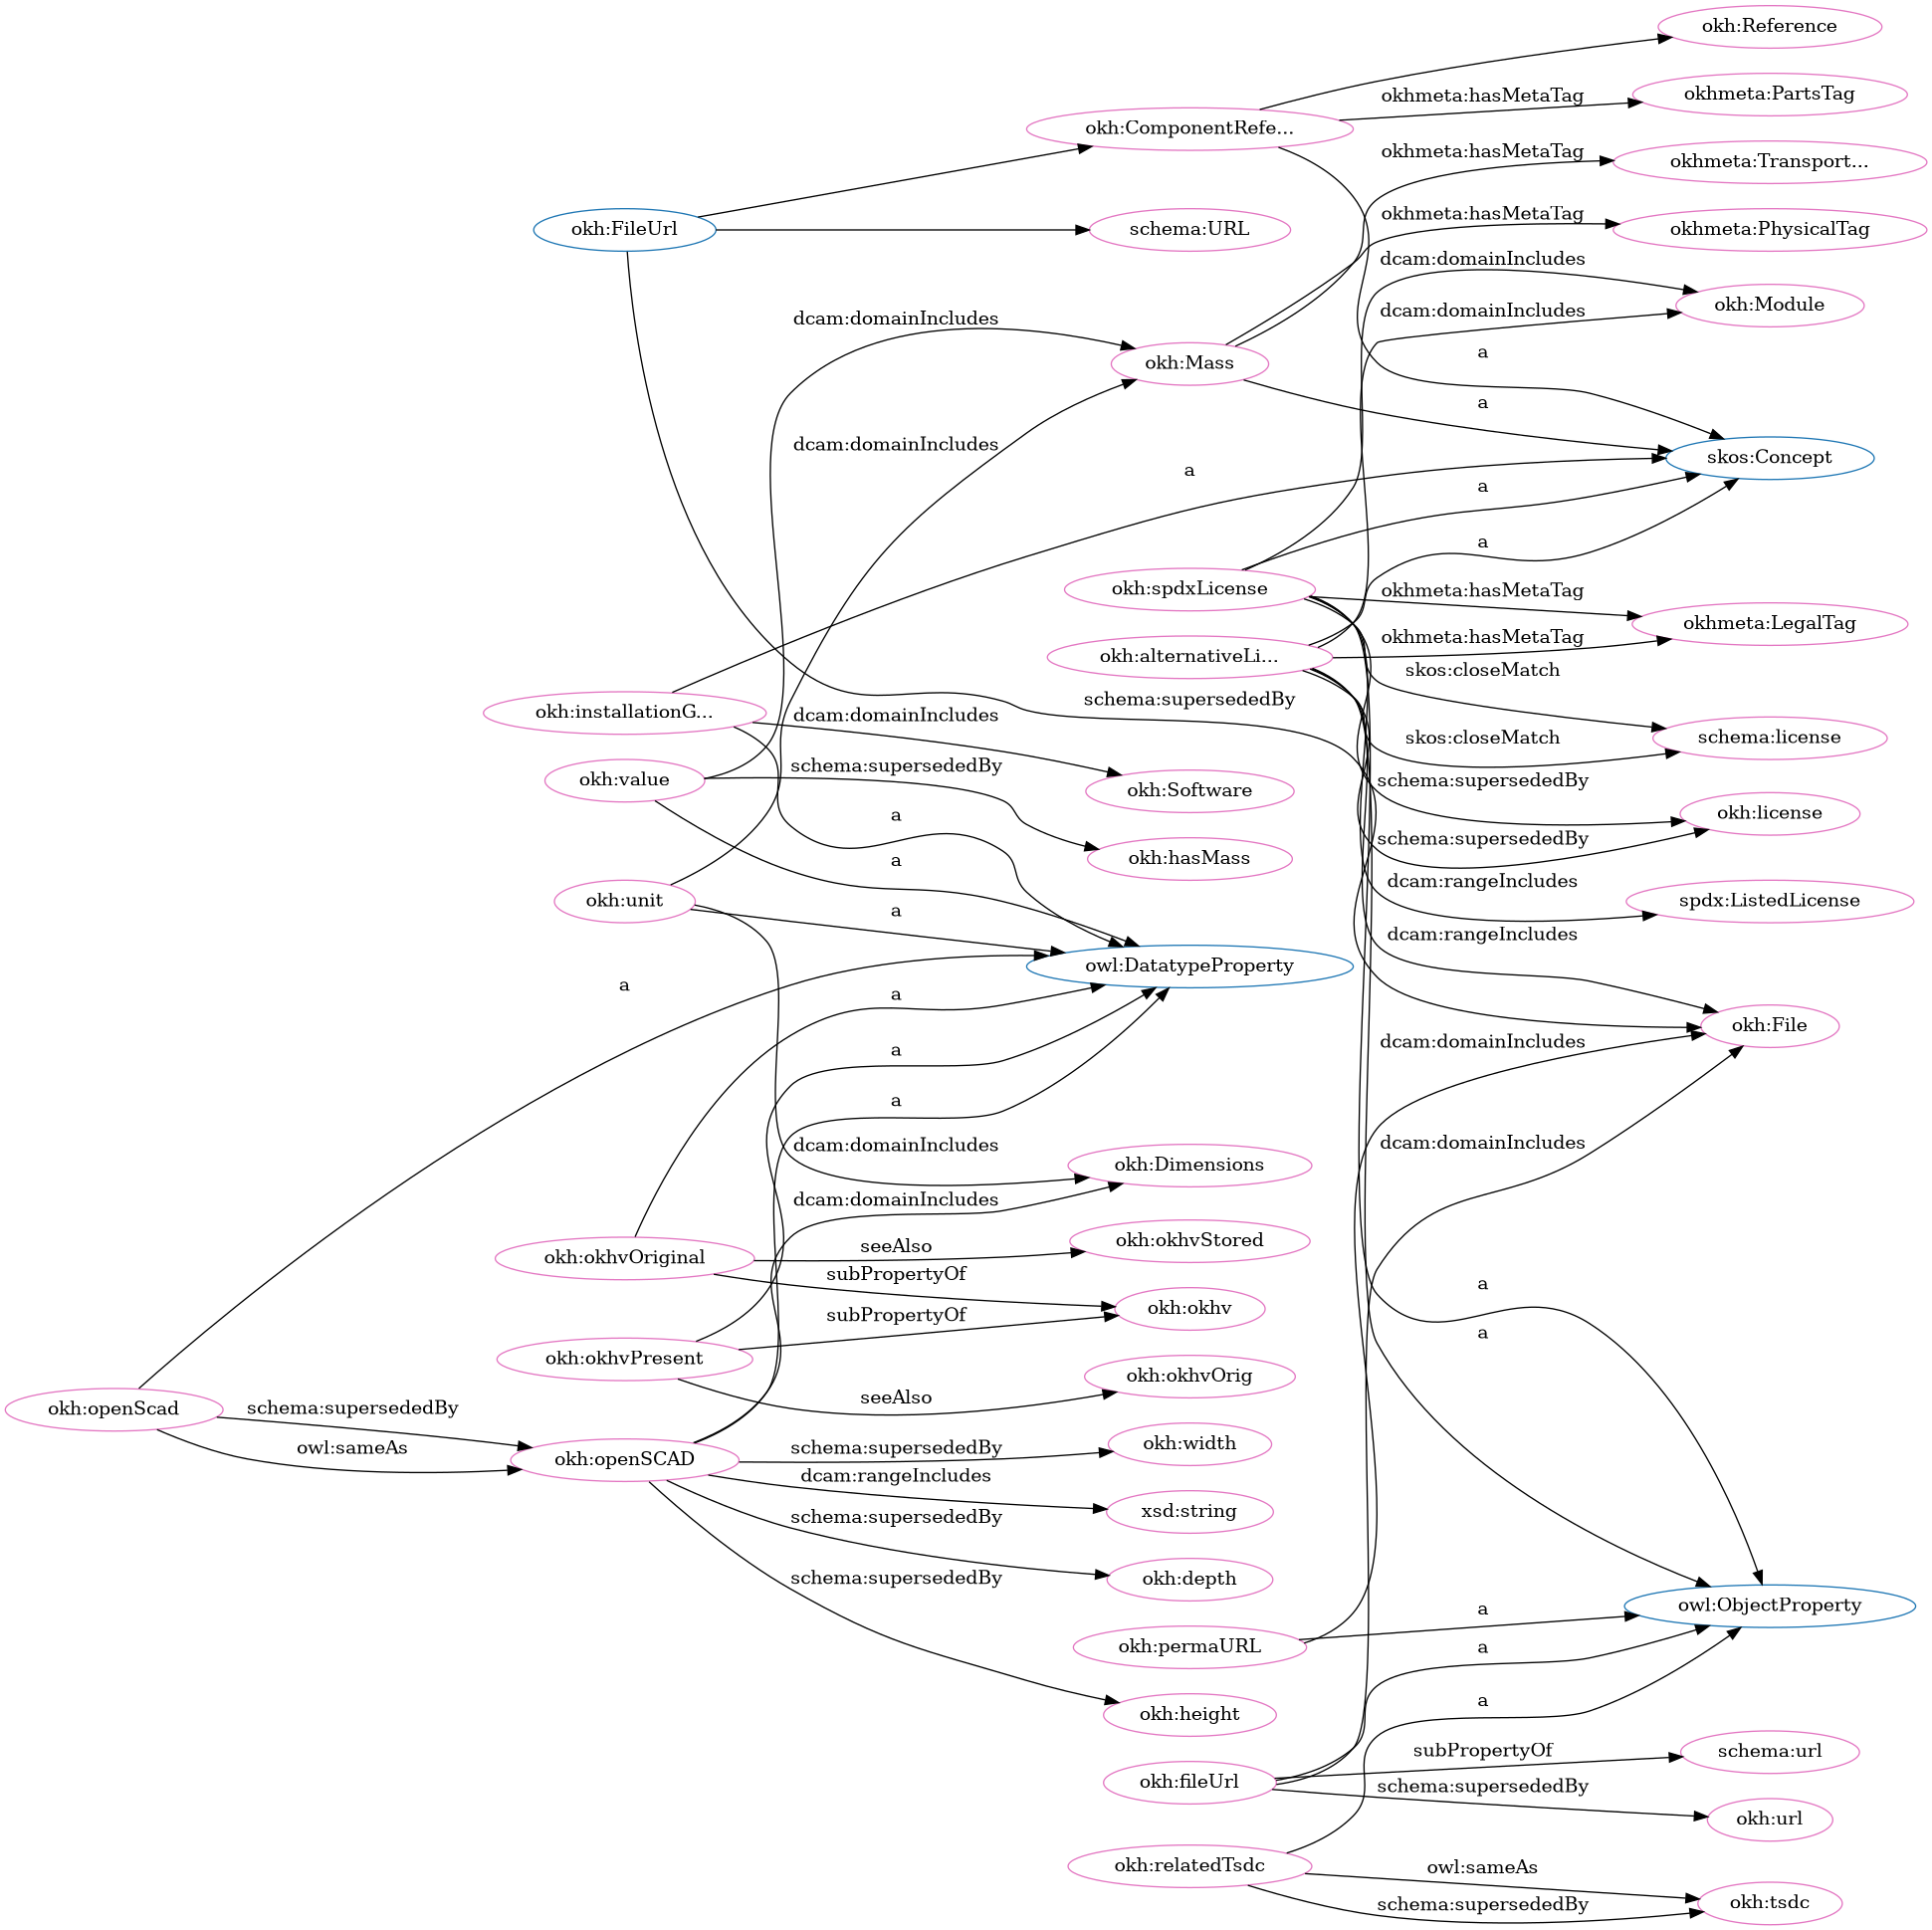 okh:Reference
okhmeta:hasMetaTag
okhmeta:PartsTag
okh:ComponentRefe...
okhmeta:hasMetaTag
okhmeta:Transport...
okhmeta:hasMetaTag
okh:FileUrl
schema:URL
okhmeta:PhysicalTag
dcam:domainIncludes
okh:Module
dcam:domainIncludes
dcam:domainIncludes
a
okh:Mass
a
dcam:domainIncludes
skos:Concept
a
a
a
okh:spdxLicense
okhmeta:hasMetaTag
okhmeta:LegalTag
okhmeta:hasMetaTag
okh:alternativeLi...
skos:closeMatch
schema:supersededBy
okh:installationG...
dcam:domainIncludes
skos:closeMatch
schema:license
schema:supersededBy
okh:value
schema:supersededBy
okh:Software
a
okh:license
schema:supersededBy
a
okh:hasMass
dcam:rangeIncludes
okh:unit
spdx:ListedLicense
a
dcam:rangeIncludes
owl:DatatypeProperty
a
a
okh:File
dcam:domainIncludes
a
a
dcam:domainIncludes
dcam:domainIncludes
okh:Dimensions
dcam:domainIncludes
okh:okhvStored
seeAlso
okh:okhvOriginal
subPropertyOf
a
okh:okhv
subPropertyOf
a
okh:okhvPresent
okh:okhvOrig
seeAlso
okh:openScad
schema:supersededBy
owl:sameAs
okh:openSCAD
schema:supersededBy
okh:width
dcam:rangeIncludes
xsd:string
schema:supersededBy
okh:depth
schema:supersededBy
a
owl:ObjectProperty
okh:permaURL
a
a
okh:height
subPropertyOf
schema:url
okh:fileUrl
schema:supersededBy
okh:url
okh:relatedTsdc
owl:sameAs
schema:supersededBy
okh:tsdc